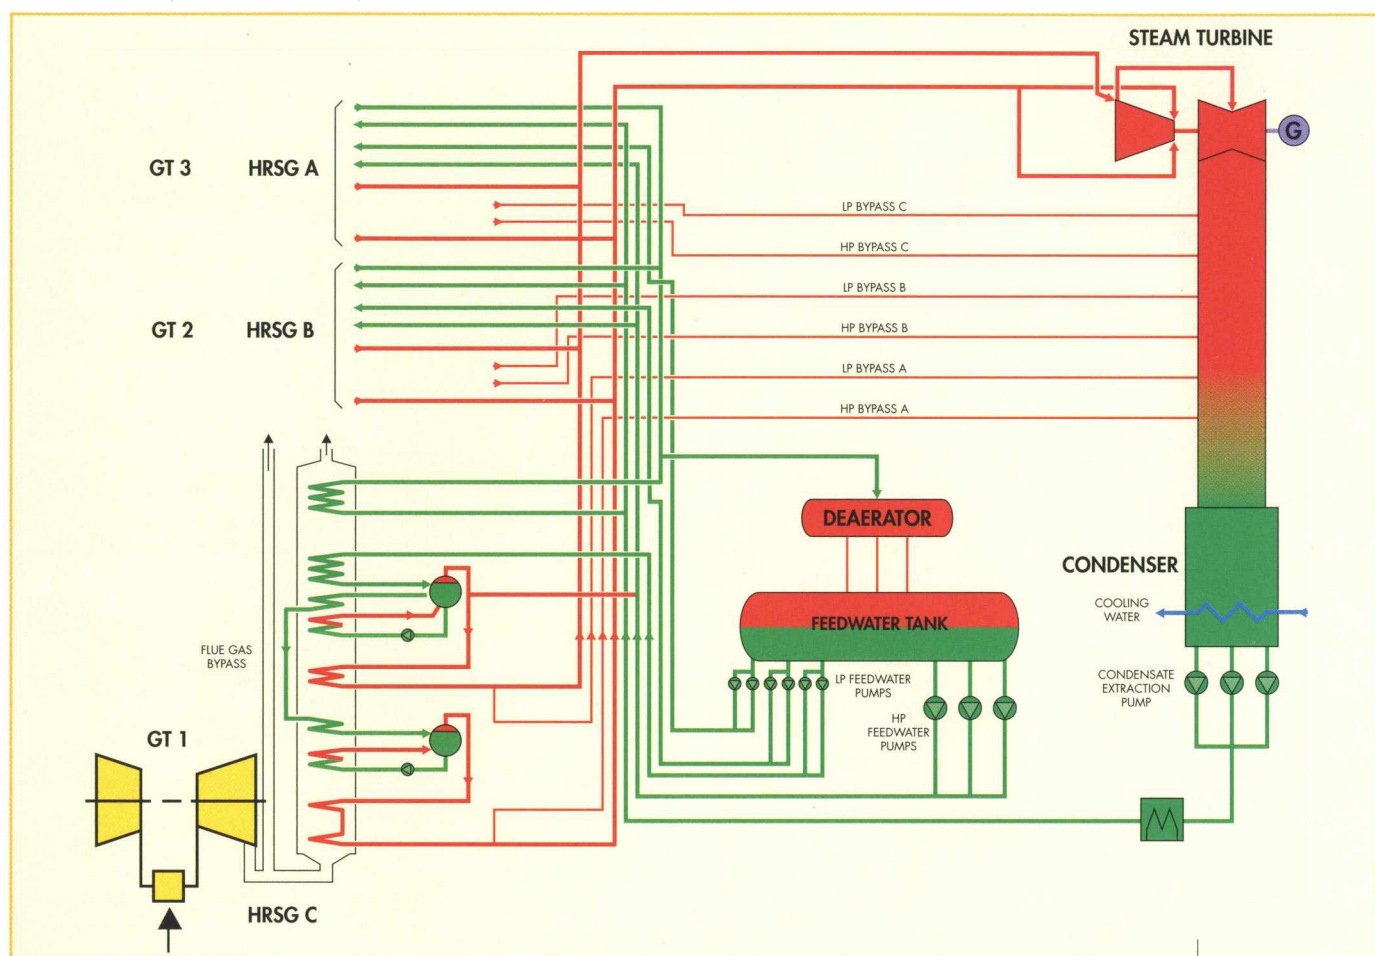 STEAM TURBINE
G
GT 3 HRSG A
LP BYPASS C
HP BYPASS C
LP BYPASS B
GT 2 HRSG B
HP BYPASS B
LP BYPASS A
HP BYPASS A
DEAERATOR
CONDENSER
COOLING
WATER
FEEDWATER TANK
FLUE GAS
BYPASS
LP FEEDWATER
PUMPS
CONDENSATE
EXTRACTION
PUMP
HP
FEEDWATER
PUMPS
GT 1
HRSG C